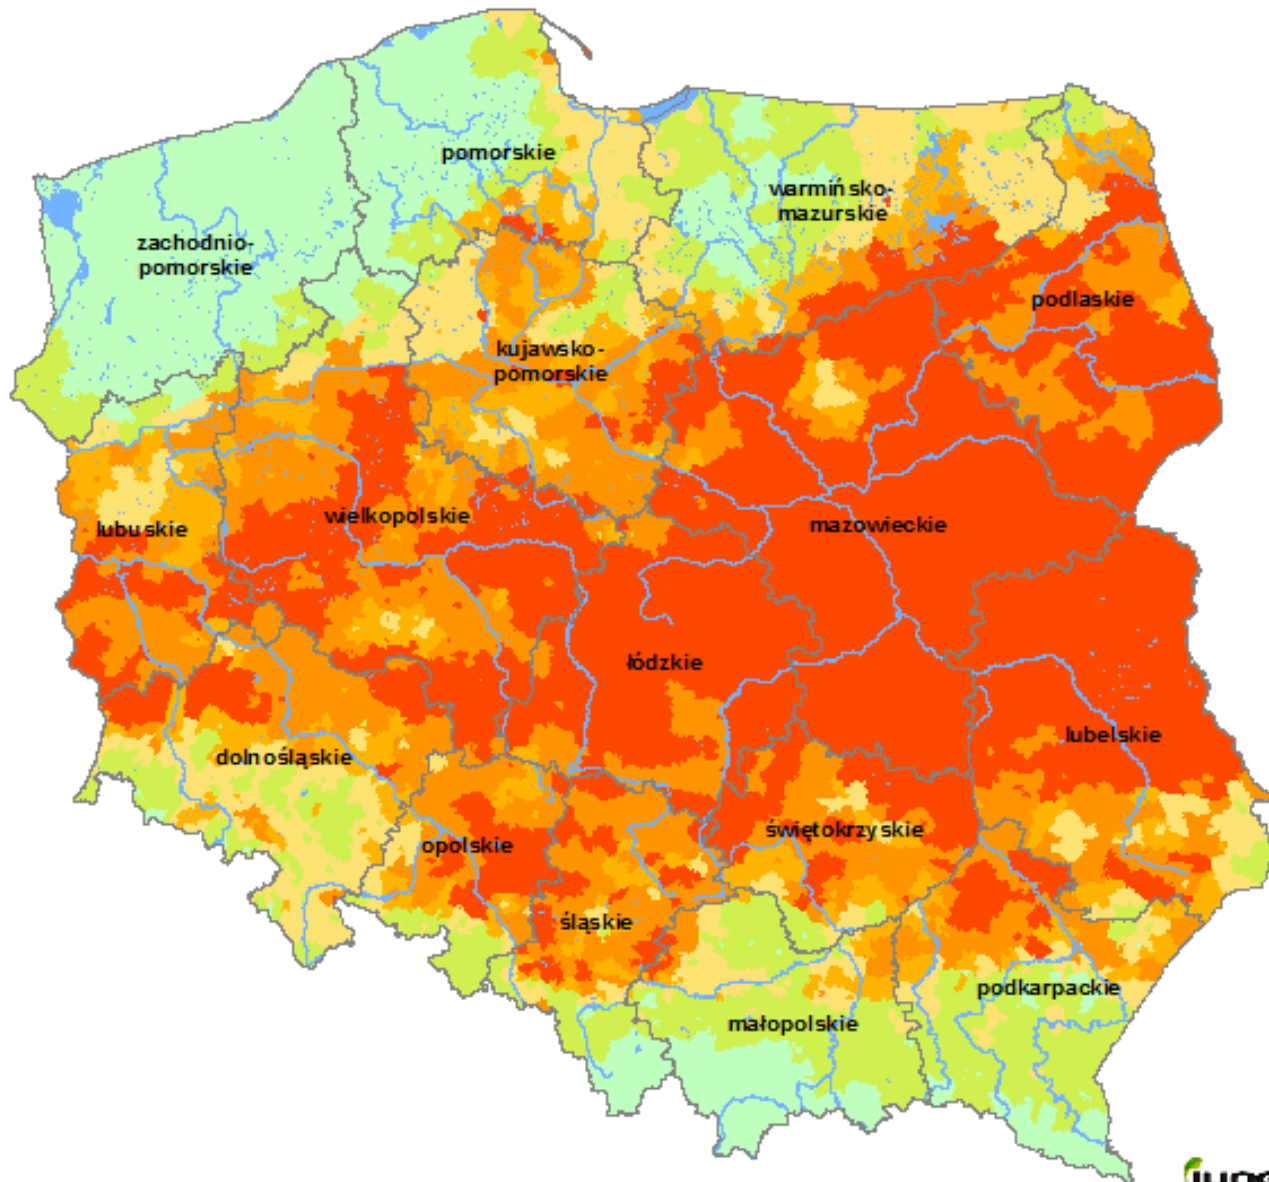 pomorskie
warmińsko-
mazurskie
zachodnio-
pomorskie
podlaskie
kujawsko-
pomorskie
lubuskie
wielkopolskie
mazowieckie
łódzkie
lubelskie
dolnośląskie
opolskie
świętokrzyskie
śląskie
podkarpackie
małopolskie